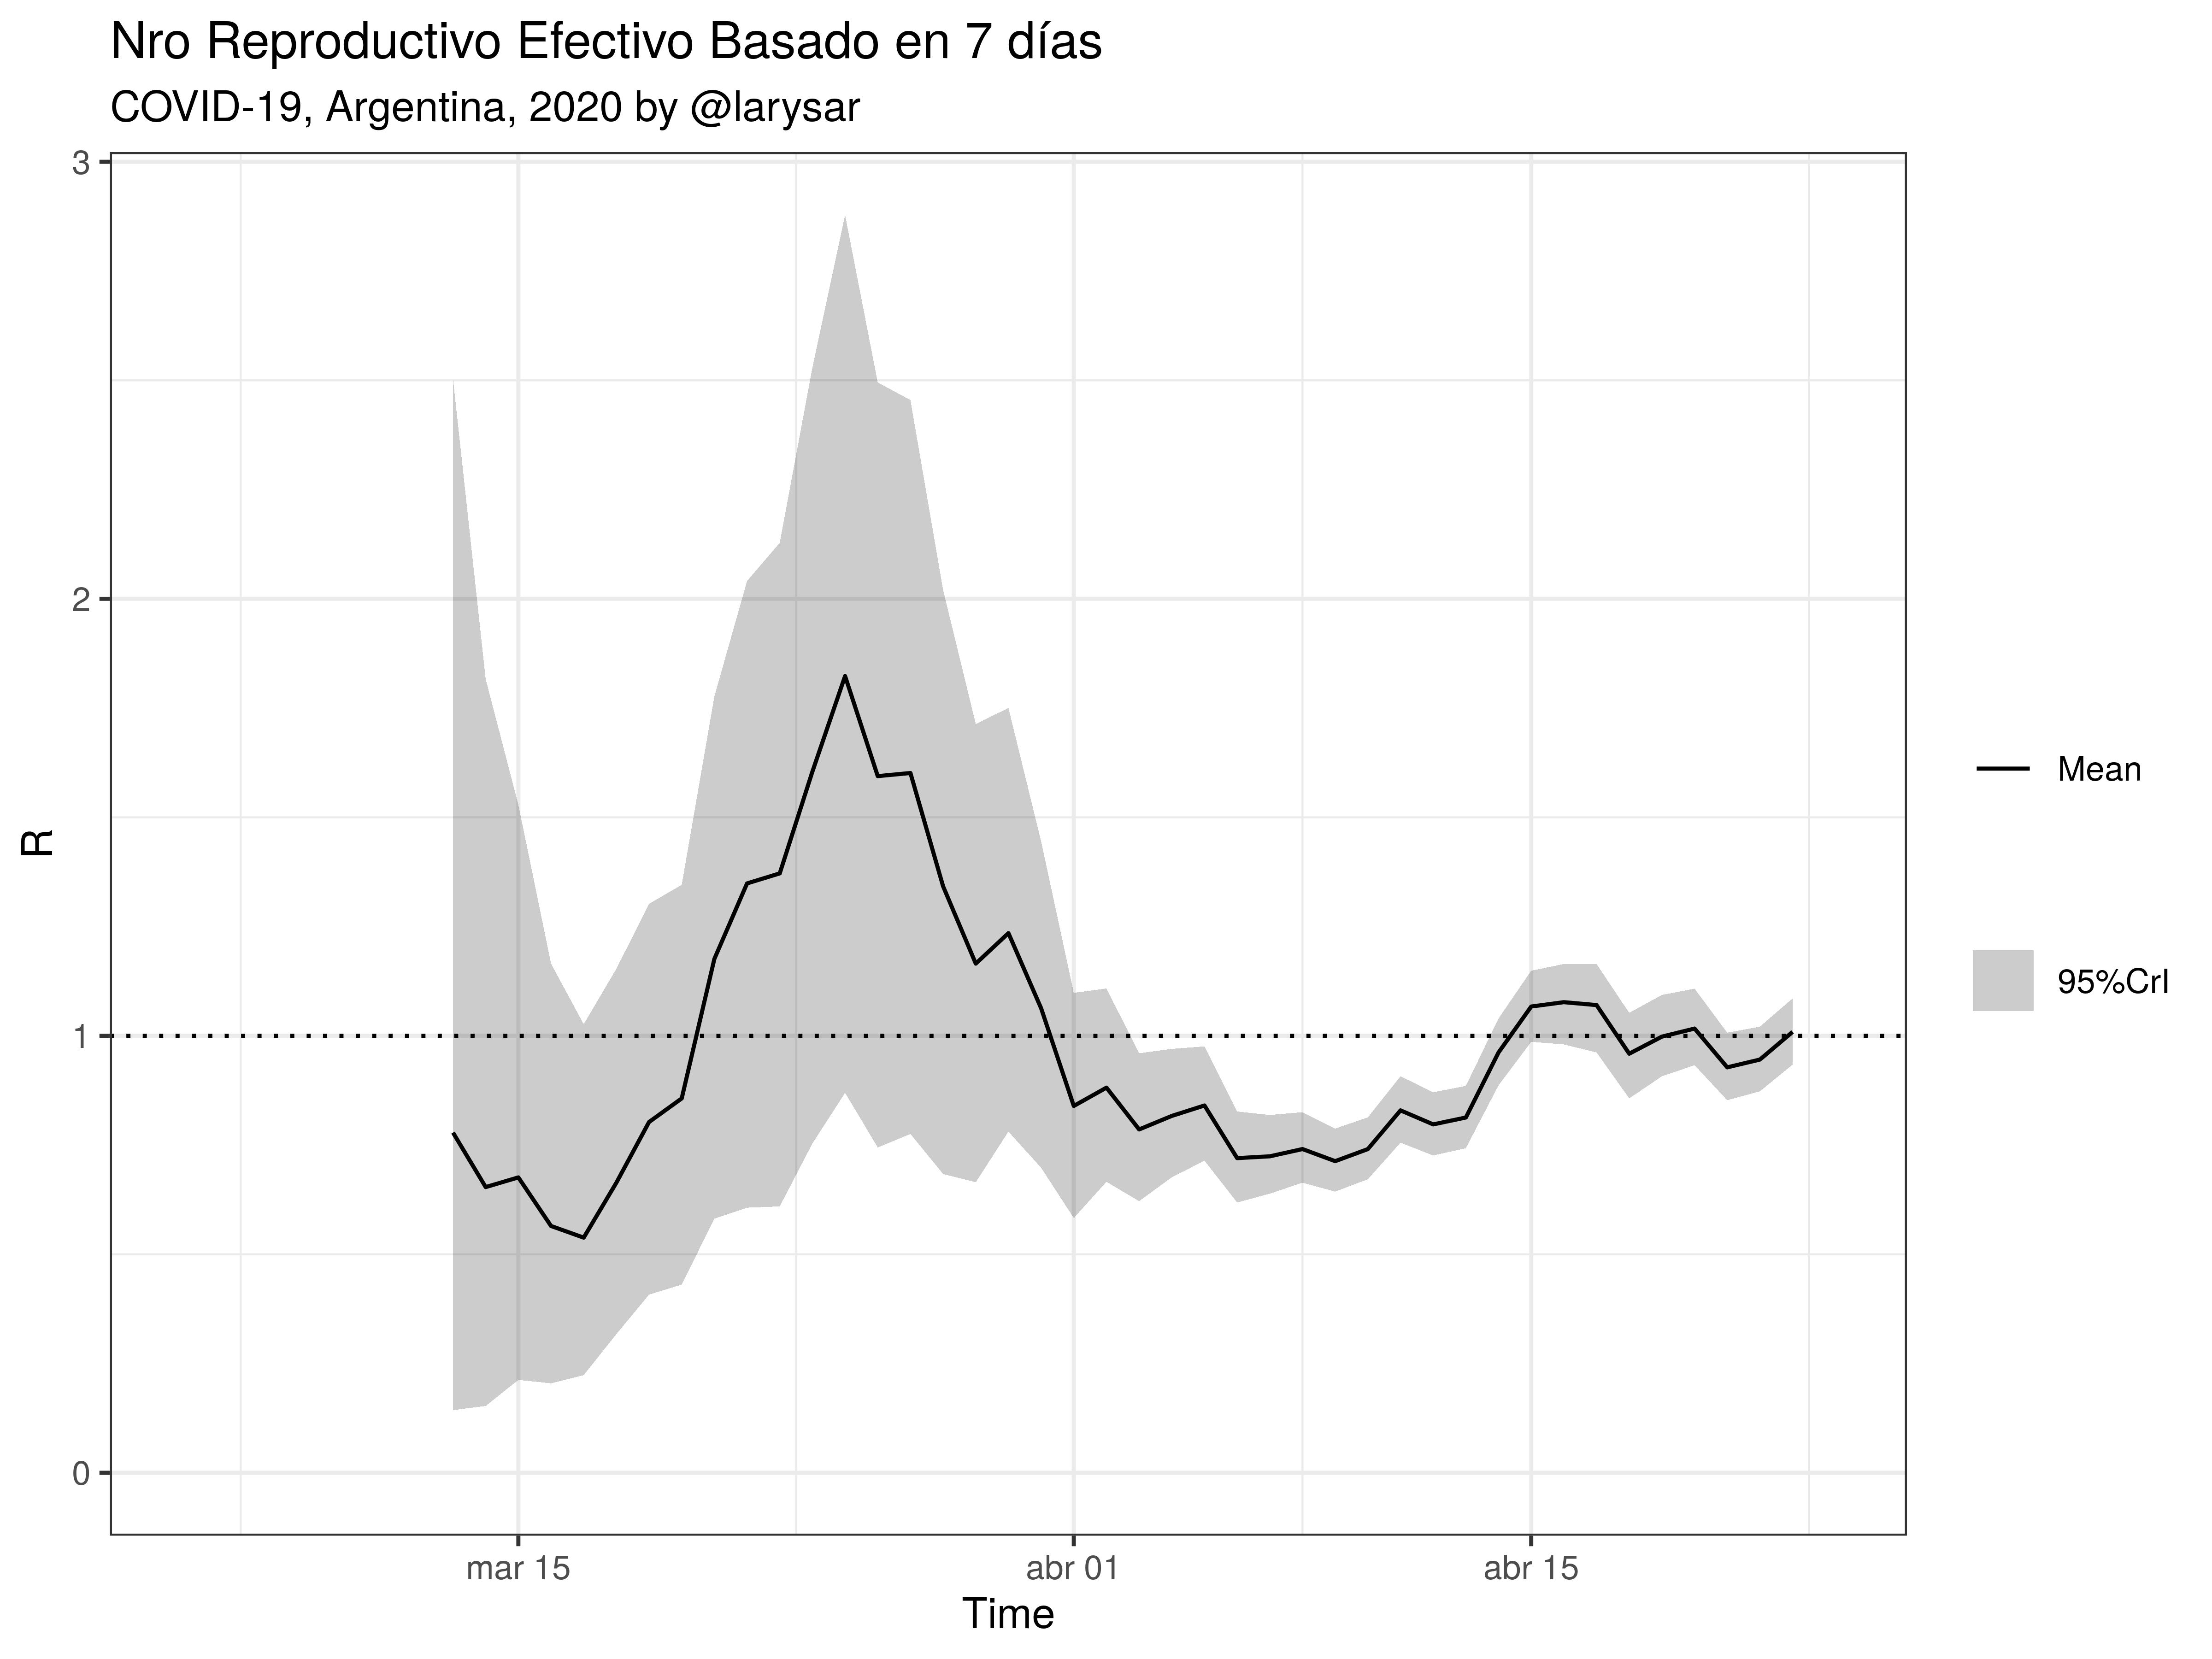 Nro Reproductivo Efectivo Basado en 7 días
COVID-19, Argentina, 2020 by @larysar
3
2
1
0
R
mar 15
abr 01
abr 15
Time
Mean
95%CrI